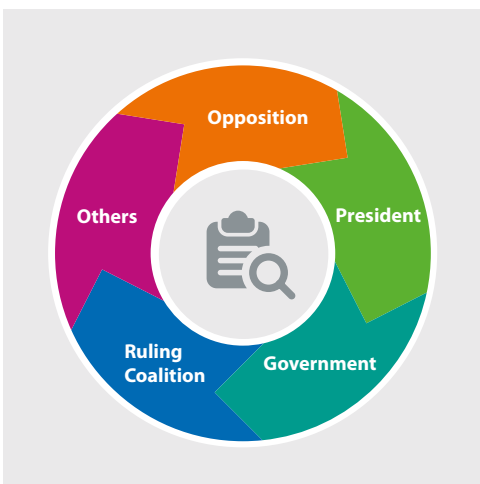 Opposition
President
Government
Ruling
Coalition
Others